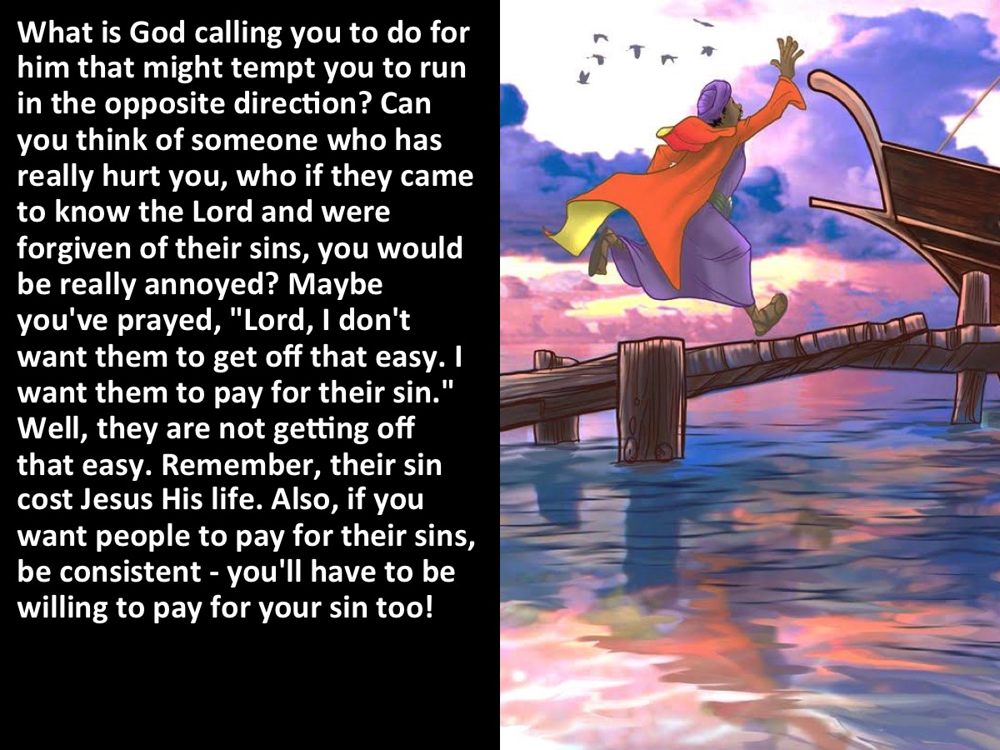 What is God calling you to do for
him that might tempt you to run
in the opposite direction? Can
you think of someone who has
really hurt you, who if they came
to know the Lord and were
forgiven of their sins, you would
be really annoyed? Maybe
you've prayed, "Lord, I don't
want them to get off that easy. I
want them to pay for their sin."
Well, they are not getting off
that easy. Remember, their sin
cost Jesus His life. Also, if you
want people to pay for their sins,
be consistent - you'll have to be
willing to pay for your sin too!